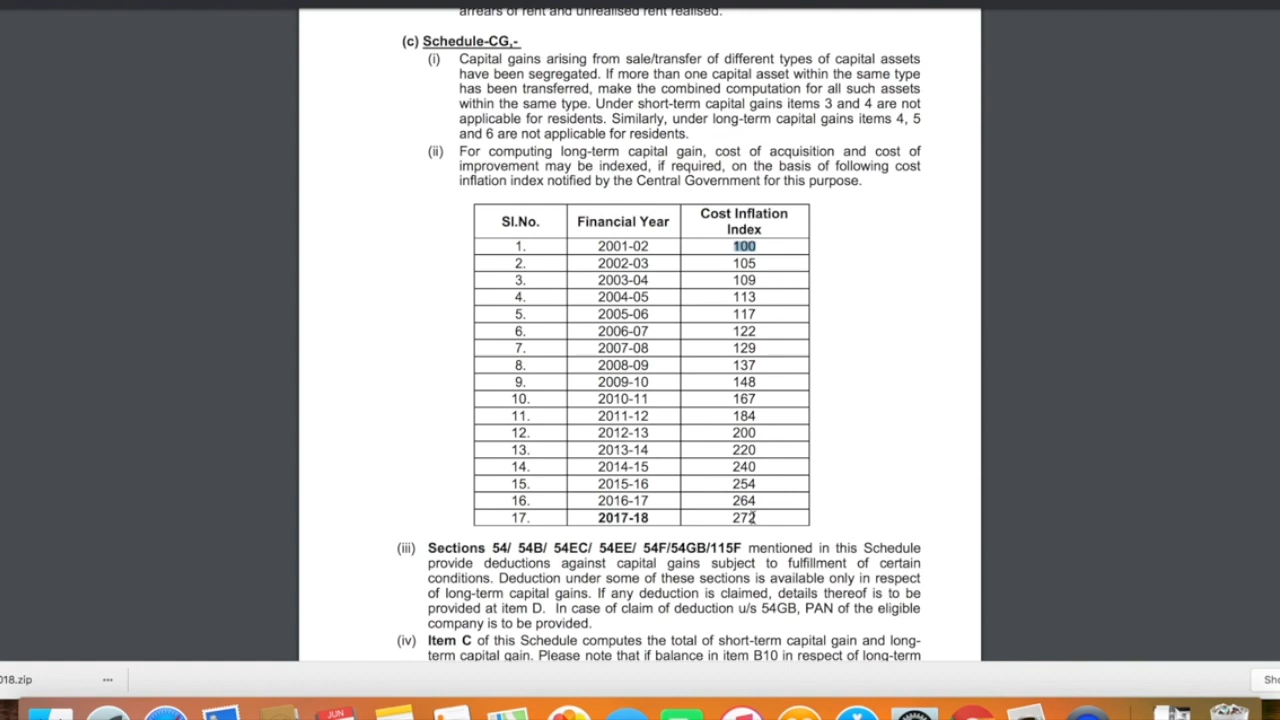 arrears of rent and unrealised rent realised.
(c) Schedule-CG,-
(i) Capital gains arising from sale/transfer of different types of capital assets
have been segregated. If more than one capital asset within the same type
has been transferred, make the combined computation for all such assets
within the same type. Under short-term capital gains items 3 and 4 are not
applicable for residents. Similarly, under long-term capital gains items 4, 5
and 6 are not applicable for residents.
(ii) For computing long-term capital gain, cost of acquisition and cost of
improvement may be indexed, if required, on the basis of following cost
inflation index notified by the Central Government for this purpose.
Sl.No. Financial Year Cost Inflation
Index
1. 2001-02 100
2. 2002-03 105
3. 2003-04 109
4. 2004-05 113
5. 2005-06 117
6. 2006-07 122
7. 2007-08 129
8. 2008-09 137
9. 2009-10 148
10. 2010-11 167
11. 2011-12 184
12. 2012-13 200
13. 2013-14 220
14. 2014-15 240
15. 2015-16 254
16. 2016-17 264
17. 2017-18 272
(iii) Sections 54/ 54B/ 54EC/ 54EE/ 54F/54GB/115F mentioned in this Schedule
provide deductions against capital gains subject to fulfillment of certain
conditions. Deduction under some of these sections is available only in respect
of long-term capital gains. If any deduction is claimed, details thereof is to be
provided at item D. In case of claim of deduction u/s 54GB, PAN of the eligible
company is to be provided.
(iv) Item C of this Schedule computes the total of short-term capital gain and long-
term capital gain. Please note that if balance in item B10 in respect of long-term
018.zip
Sho
JUN